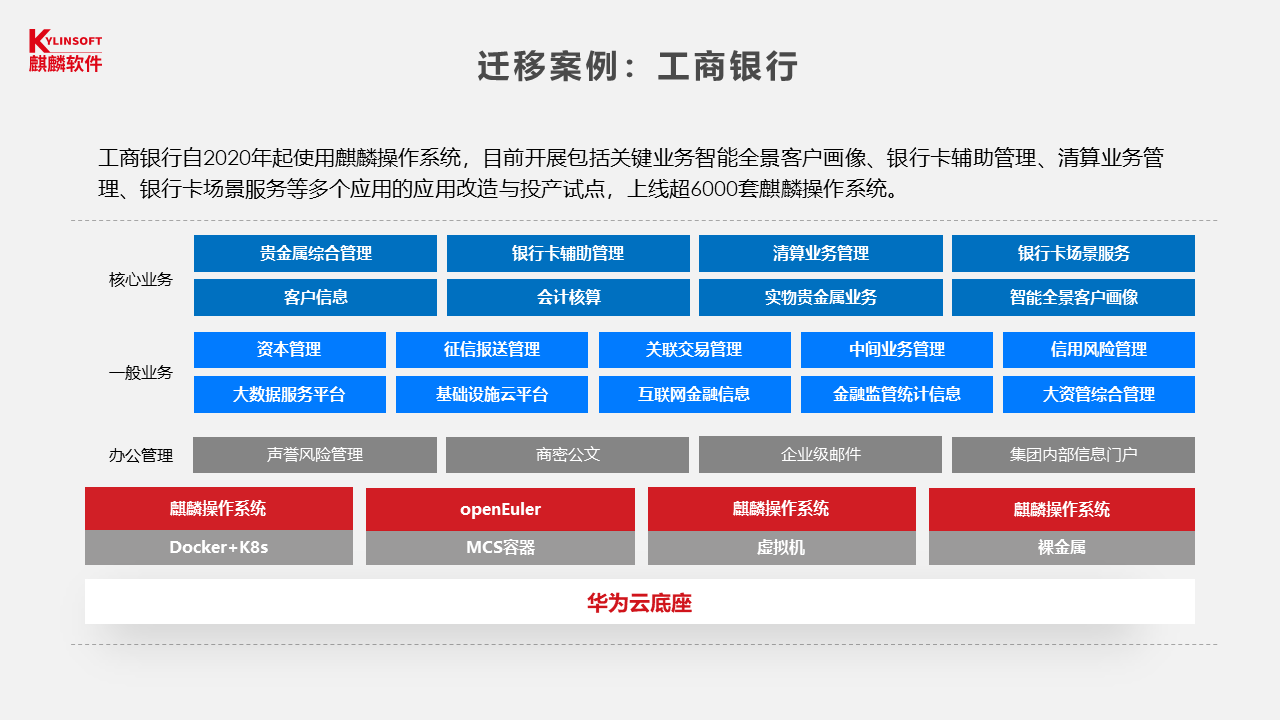 KYLINSOFT
麒麟软件
迁移案例：工商银行
工商银行自2020年起使用麒麟操作系统，目前开展包括关键业务智能全景客户画像、银行卡辅助管理、清算业务管
理、银行卡场景服务等多个应用的应用改造与投产试点，上线超6000套麒麟操作系统。
核心业务
贵金属综合管理 银行卡辅助管理 清算业务管理 银行卡场景服务
客户信息 会计核算 实物贵金属业务 智能全景客户画像
一般业务
资本管理 征信报送管理 关联交易管理 中间业务管理 信用风险管理
大数据服务平台 基础设施云平台 互联网金融信息 金融监管统计信息 大资管综合管理
办公管理 声誉风险管理 商密公文 企业级邮件 集团内部信息门户
麒麟操作系统 openEuler 麒麟操作系统 麒麟操作系统
Docker+K8s MCS容器 虚拟机 裸金属
华为云底座